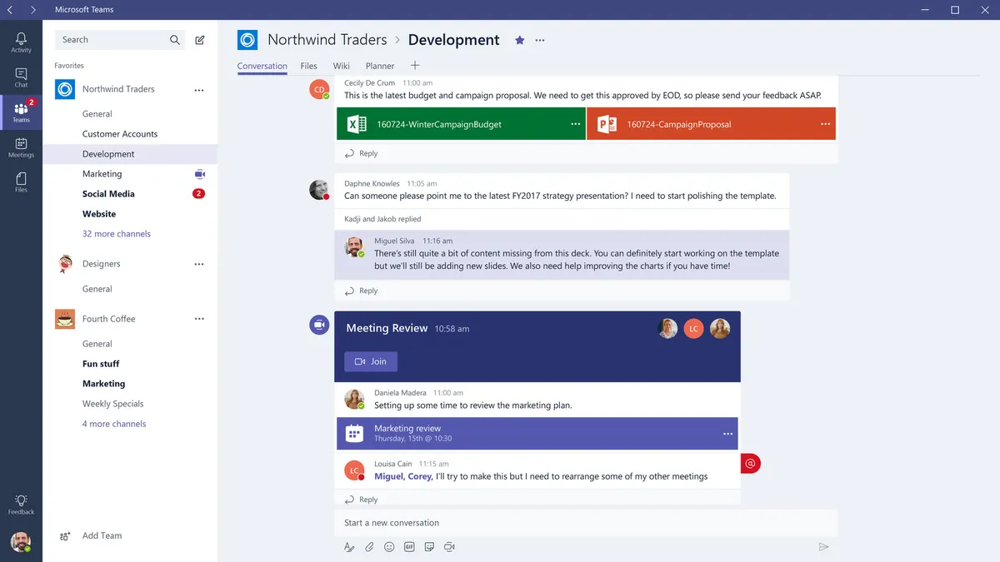 Microsoft Teams
Activity
Chat
2
Teams
Meetings
Files
Feedback
Search
Favorites
Northwind Traders
General
Customer Accounts
Development
Marketing
Social Media 2
Website
32 more channels
Designers
General
Fourth Coffee
General
Fun stuff
Marketing
Weekly Specials
4 more channels
Add Team
Northwind Traders > Development
Conversation Files Wiki Planner
CD
Cecily De Crum 11:00 am
This is the latest budget and campaign proposal. We need to get this approved by EOD, so please send your feedback ASAP.
160724-WinterCampaignBudget
160724-CampaignProposal
Reply
Daphne Knowles 11:05 am
Can someone please point me to the latest FY2017 strategy presentation? I need to start polishing the template.
Kadji and Jakob replied
Miguel Silva 11:16 am
There's still quite a bit of content missing from this deck. You can definitely start working on the template
but we'll still be adding new slides. We also need help improving the charts if you have time!
Reply
Meeting Review 10:58 am
LC
Join
Daniela Madera 11:00 am
Setting up some time to review the marketing plan.
Marketing review
Thursday, 15th @ 10:30
LC
Louisa Cain 11:15 am
Miguel, Corey, I'll try to make this but I need to rearrange some of my other meetings
@
Reply
Start a new conversation
GIF